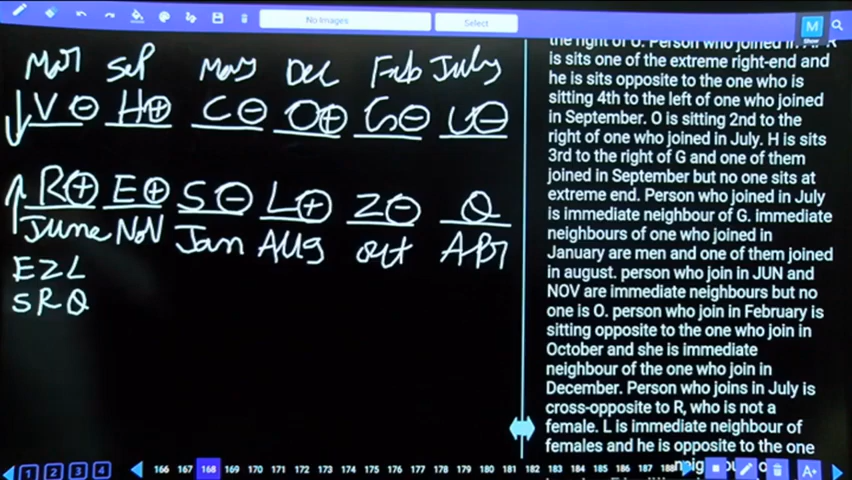 No Images Select M
Show
Mar Sep May Dec Feb July
V - H + C - O + G - U -
R + E + S - L + Z - Q
June Nov Jan AUg oct APr
E Z L
S R Q
is sits one of the extreme right-end and
he is sits opposite to the one who is
sitting 4th to the left of one who joined
in September. O is sitting 2nd to the
right of one who joined in July. H is sits
3rd to the right of G and one of them
joined in September but no one sits at
extreme end. Person who joined in July
is immediate neighbour of G. immediate
neighbours of one who joined in
January are men and one of them joined
in august. person who join in JUN and
NOV are immediate neighbours but no
one is O. person who join in February is
sitting opposite to the one who join in
October and she is immediate
neighbour of the one who join in
December. Person who joins in July is
cross-opposite to R, who is not a
female. L is immediate neighbour of
females and he is opposite to the one
1 2 3 4 166 167 168 169 170 171 172 173 174 175 176 177 178 179 180 181 182 183 184 185 186 187 A+